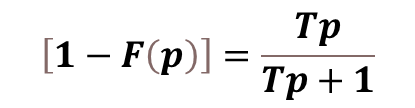 [1 − F(p)] = Tp / Tp + 1